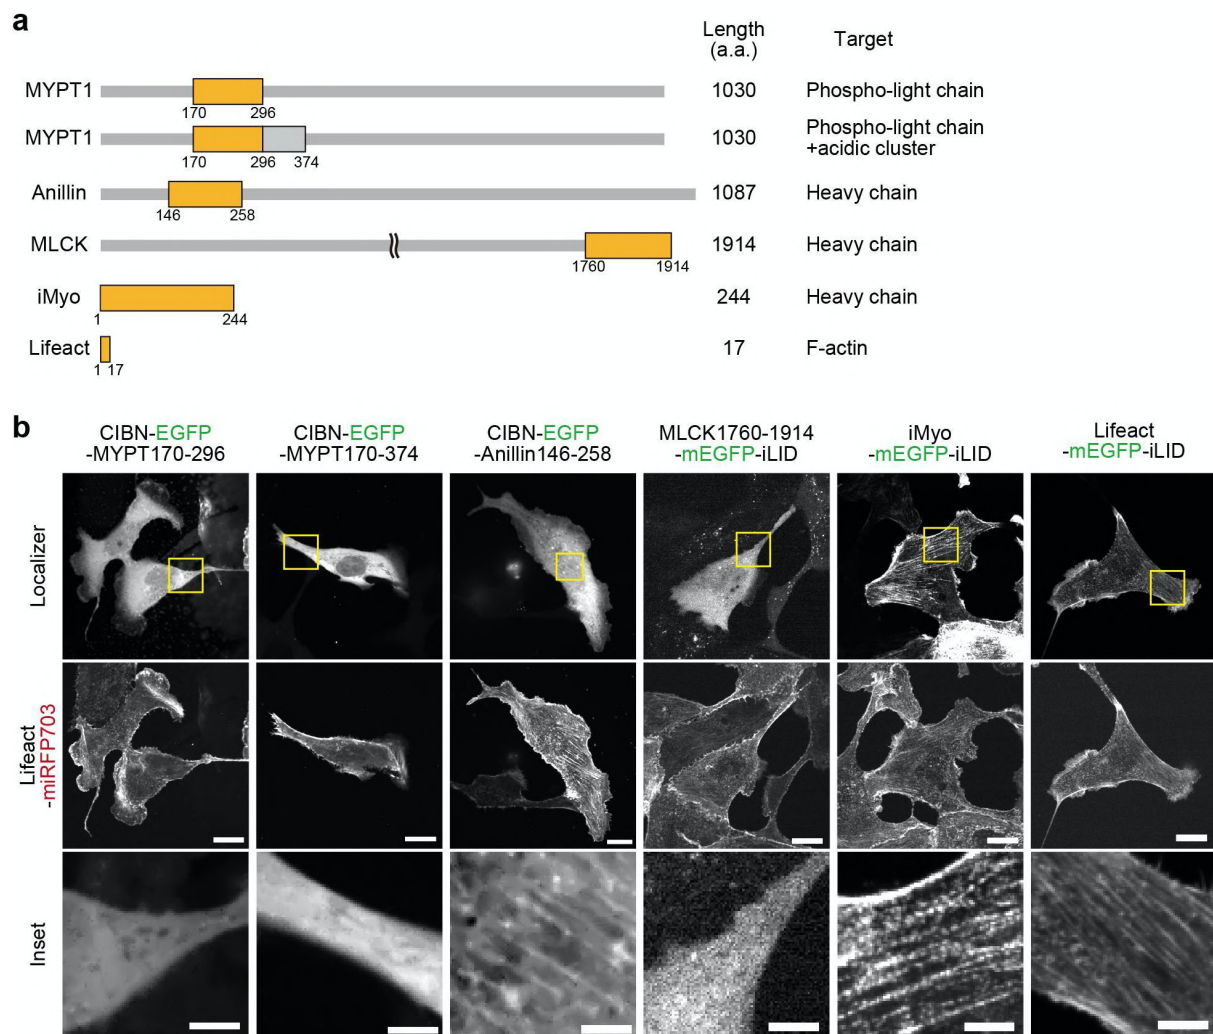 a
Length
(a.a.)
Target
MYPT1
170
296
1030
Phospho-light chain
MYPT1
170
296
374
1030
Phospho-light chain
+acidic cluster
Anillin
146
258
1087
Heavy chain
MLCK
1760
1914
1914
Heavy chain
iMyo
1
244
244
Heavy chain
Lifeact
1 17
17
F-actin
b
CIBN-EGFP
-MYPT170-296
CIBN-EGFP
-MYPT170-374
CIBN-EGFP
-Anillin146-258
MLCK1760-1914
-mEGFP-iLID
iMyo
-mEGFP-iLID
Lifeact
-mEGFP-iLID
Localizer
Lifeact
-miRFP703
Inset